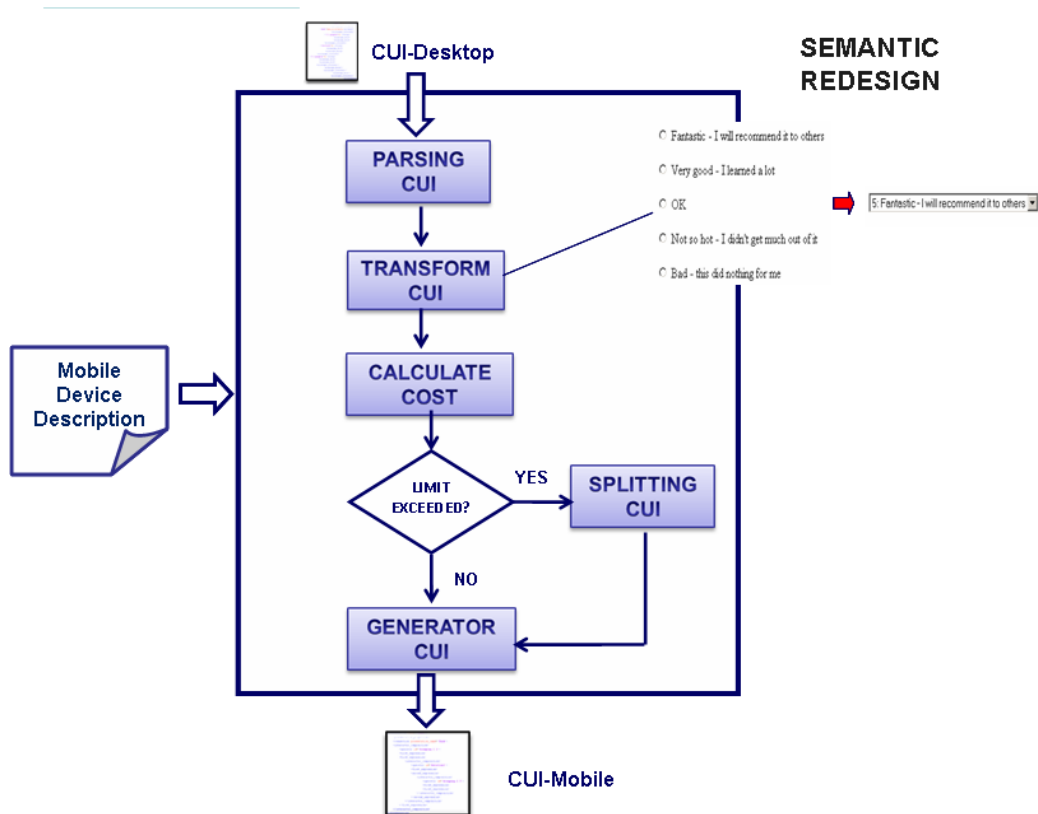 CUI-Desktop
SEMANTIC
REDESIGN
PARSING
CUI
Fantastic - I will recommend it to others
Very good - I learned a lot
OK
Not so hot - I didn't get much out of it
Bad - this did nothing for me
5: Fantastic - I will recommend it to others
TRANSFORM
CUI
Mobile
Device
Description
CALCULATE
COST
LIMIT
EXCEEDED?
YES
SPLITTING
CUI
NO
GENERATOR
CUI
CUI-Mobile